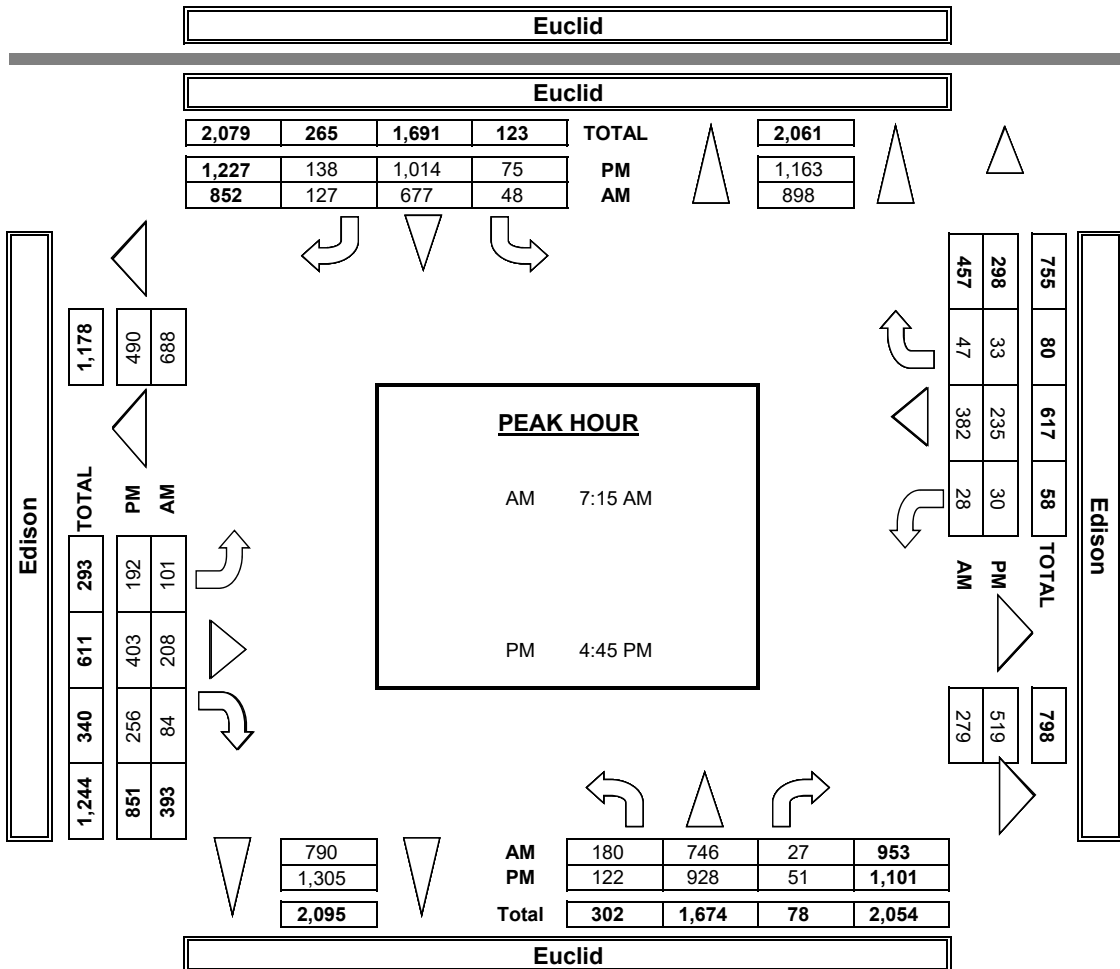 Euclid
Euclid
2,079 265 1,691 123 TOTAL 2,061
1,227 138 1,014 75 PM 1,163
852 127 677 48 AM 898
Edison
1,178
490
688
TOTAL
PM
AM
293 611 340 1,244
192 403 256 851
101 208 84 393
PEAK HOUR
AM 7:15 AM
PM 4:45 PM
755 80 617 58 TOTAL 798
298 33 235 30 PM 519
457 47 382 28 AM 279
Edison
790 AM 180 746 27 953
1,305 PM 122 928 51 1,101
2,095 Total 302 1,674 78 2,054
Euclid